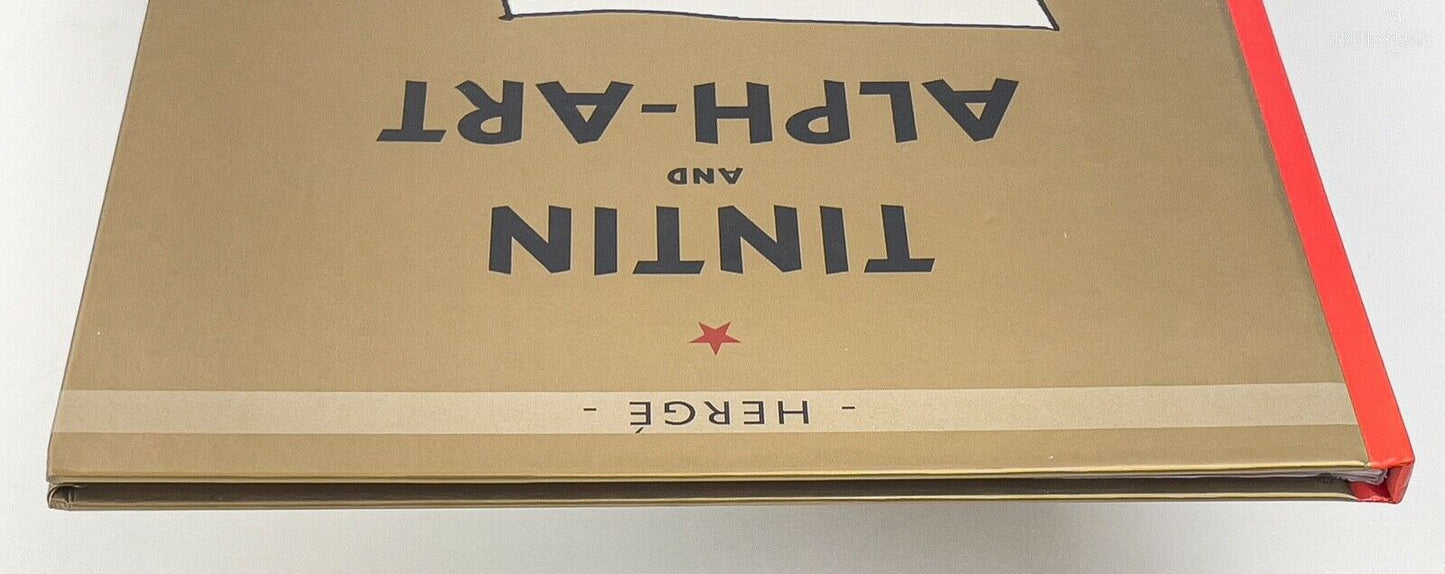 - HERGÉ -
TINTIN
AND
ALPH-ART